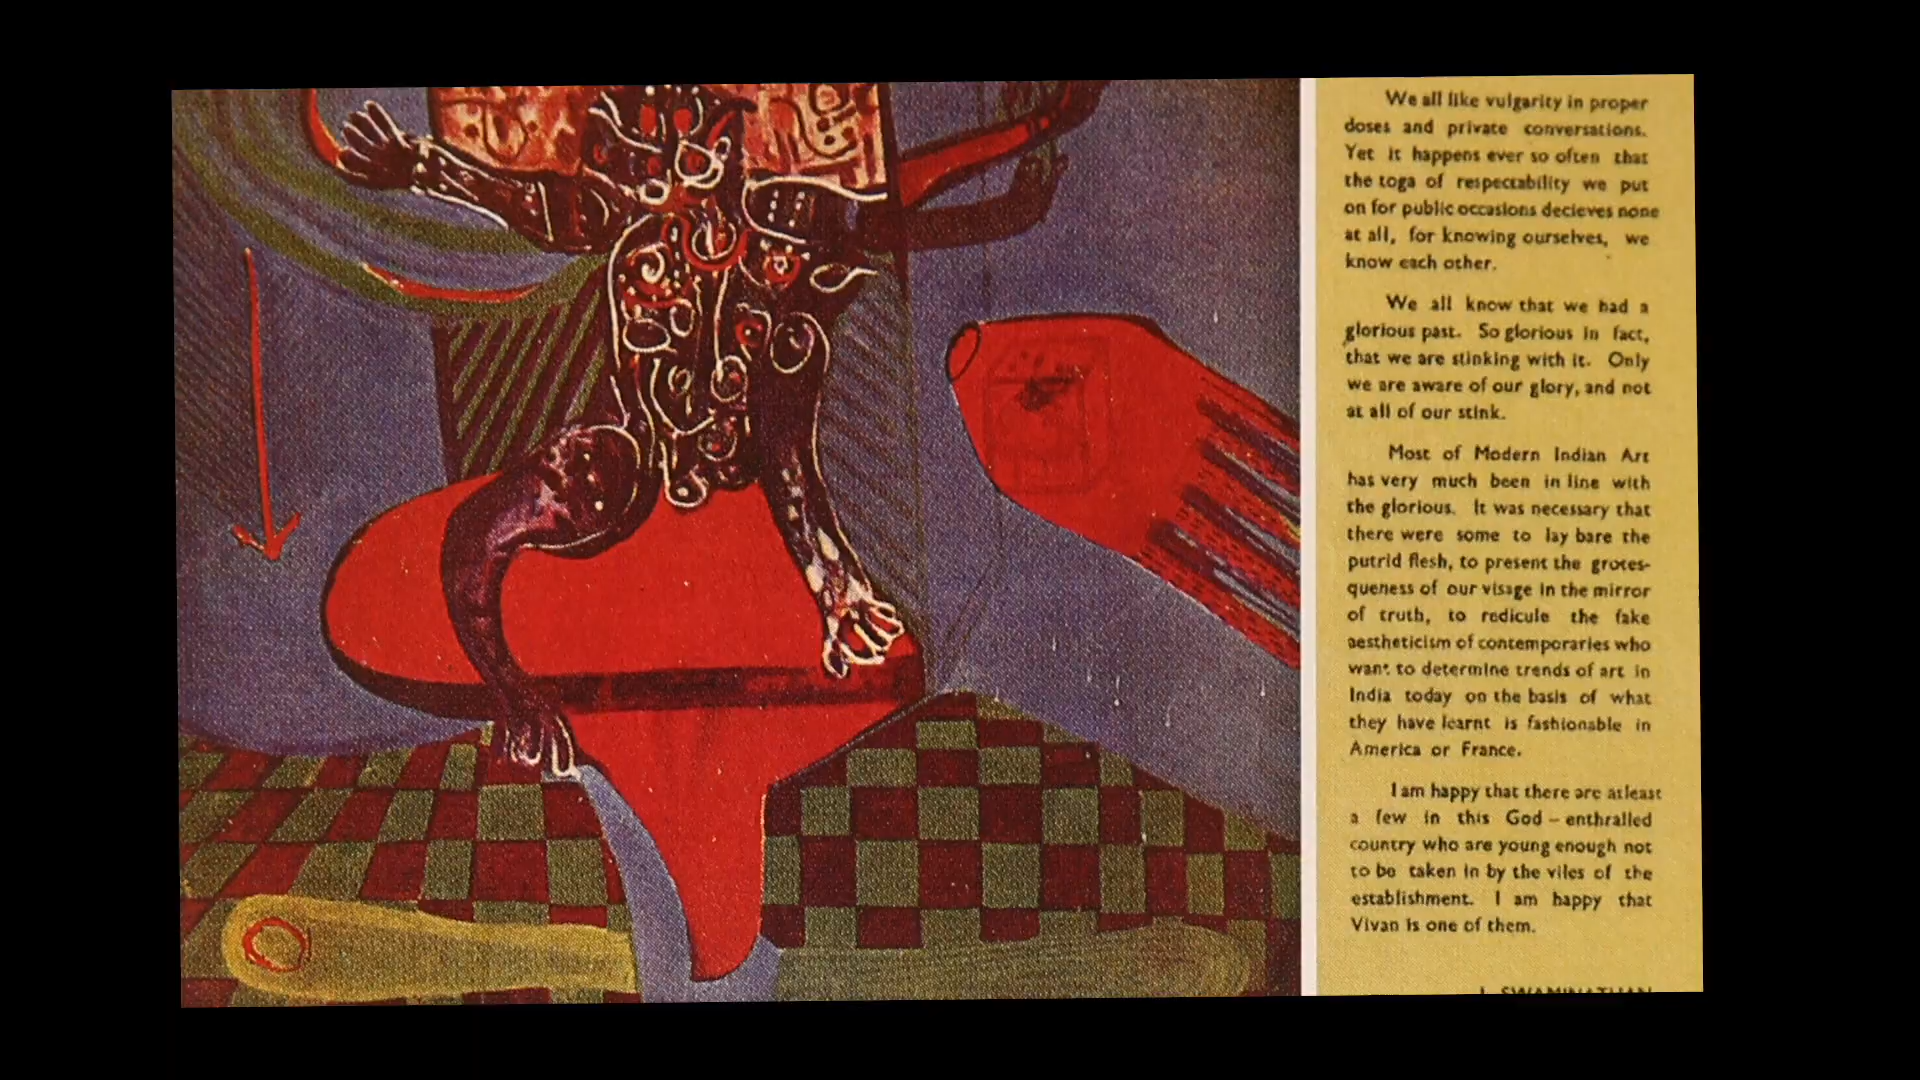 We all like vulgarity in proper
doses and private conversations.
Yet it happens ever so often that
the toga of respectability we put
on for public occasions decieves none
at all, for knowing ourselves, we
know each other.
We all know that we had a
glorious past. So glorious in fact,
that we are stinking with it. Only
we are aware of our glory, and not
at all of our stink.
Most of Modern Indian Art
has very much been in line with
the glorious. It was necessary that
there were some to lay bare the
putrid flesh, to present the grotes-
queness of our visage in the mirror
of truth, to redicule the fake
aestheticism of contemporaries who
want to determine trends of art in
India today on the basis of what
they have learnt is fashionable in
America or France.
I am happy that there are atleast
a few in this God – enthralled
country who are young enough not
to be taken in by the viles of the
establishment. I am happy that
Vivan is one of them.
J. SWAMINATHAN